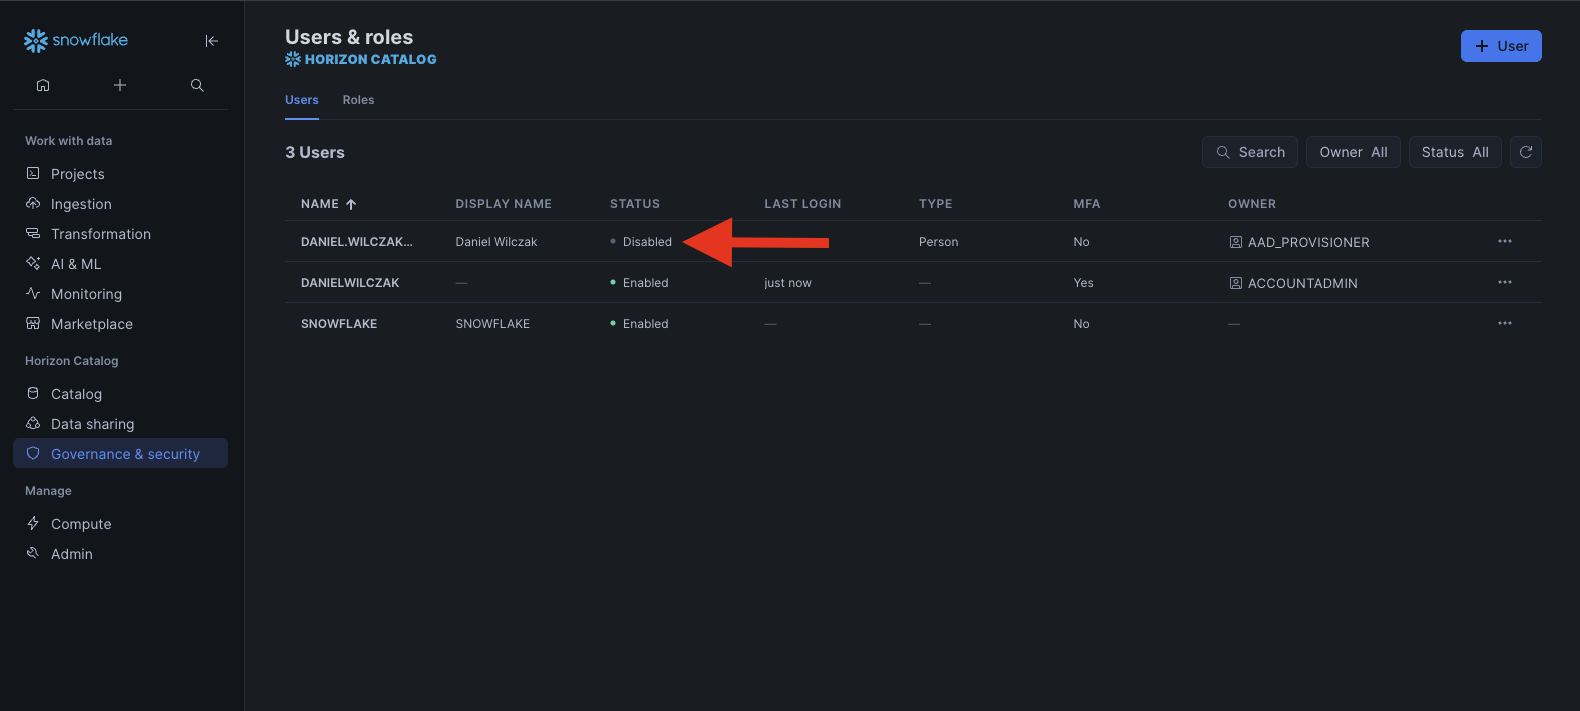 snowflake
Work with data
Projects
Ingestion
Transformation
AI & ML
Monitoring
Marketplace
Horizon Catalog
Catalog
Data sharing
Governance & security
Manage
Compute
Admin
Users & roles
HORIZON CATALOG
+ User
Users Roles
3 Users
Search Owner All Status All
NAME ↑ DISPLAY NAME STATUS LAST LOGIN TYPE MFA OWNER
DANIEL.WILCZAK... Daniel Wilczak Disabled Person No AAD_PROVISIONER ...
DANIELWILCZAK — Enabled just now — Yes ACCOUNTADMIN ...
SNOWFLAKE SNOWFLAKE Enabled — — No — ...